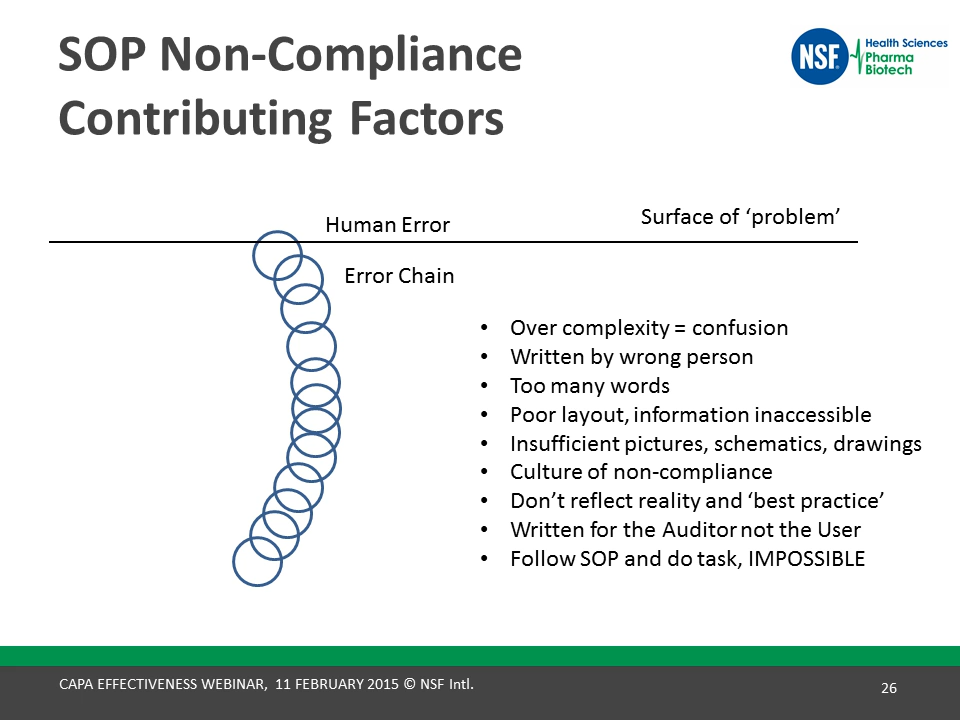 SOP Non-Compliance
Contributing Factors
NSF
Health Sciences
Pharma
Biotech
Human Error
Surface of ‘problem’
Error Chain
• Over complexity = confusion
• Written by wrong person
• Too many words
• Poor layout, information inaccessible
• Insufficient pictures, schematics, drawings
• Culture of non-compliance
• Don’t reflect reality and ‘best practice’
• Written for the Auditor not the User
• Follow SOP and do task, IMPOSSIBLE
CAPA EFFECTIVENESS WEBINAR, 11 FEBRUARY 2015 © NSF Intl.
26